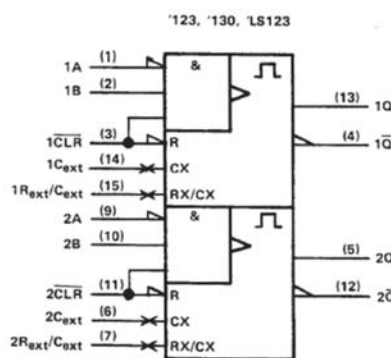 '123, '130, 'LS123
1A (1) &
1B (2)
(13) 1Q
1CLR (3) R (4) 1Q
1Cext (14) CX
1Rext/Cext (15) RX/CX
2A (9) &
2B (10)
(5) 2Q
2CLR (11) R (12) 2Q
2Cext (6) CX
2Rext/Cext (7) RX/CX